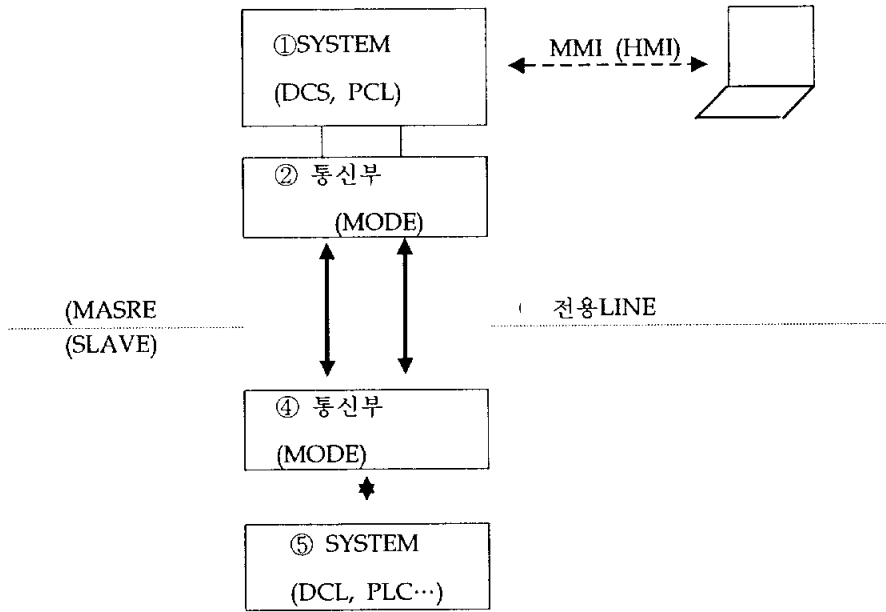 ①SYSTEM
(DCS, PCL)
MMI (HMI)
② 통신부
(MODE)
(MASRE
(SLAVE)
전용LINE
④ 통신부
(MODE)
⑤ SYSTEM
(DCL, PLC…)